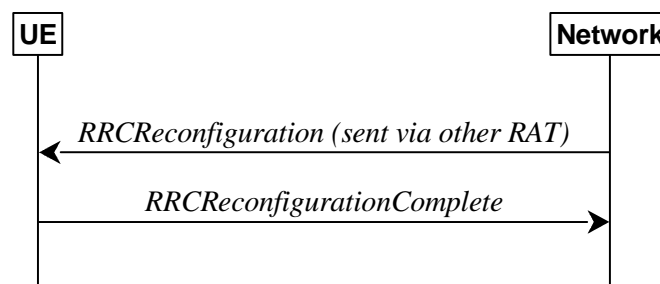 UE
Network
RRCReconfiguration (sent via other RAT)
RRCReconfigurationComplete